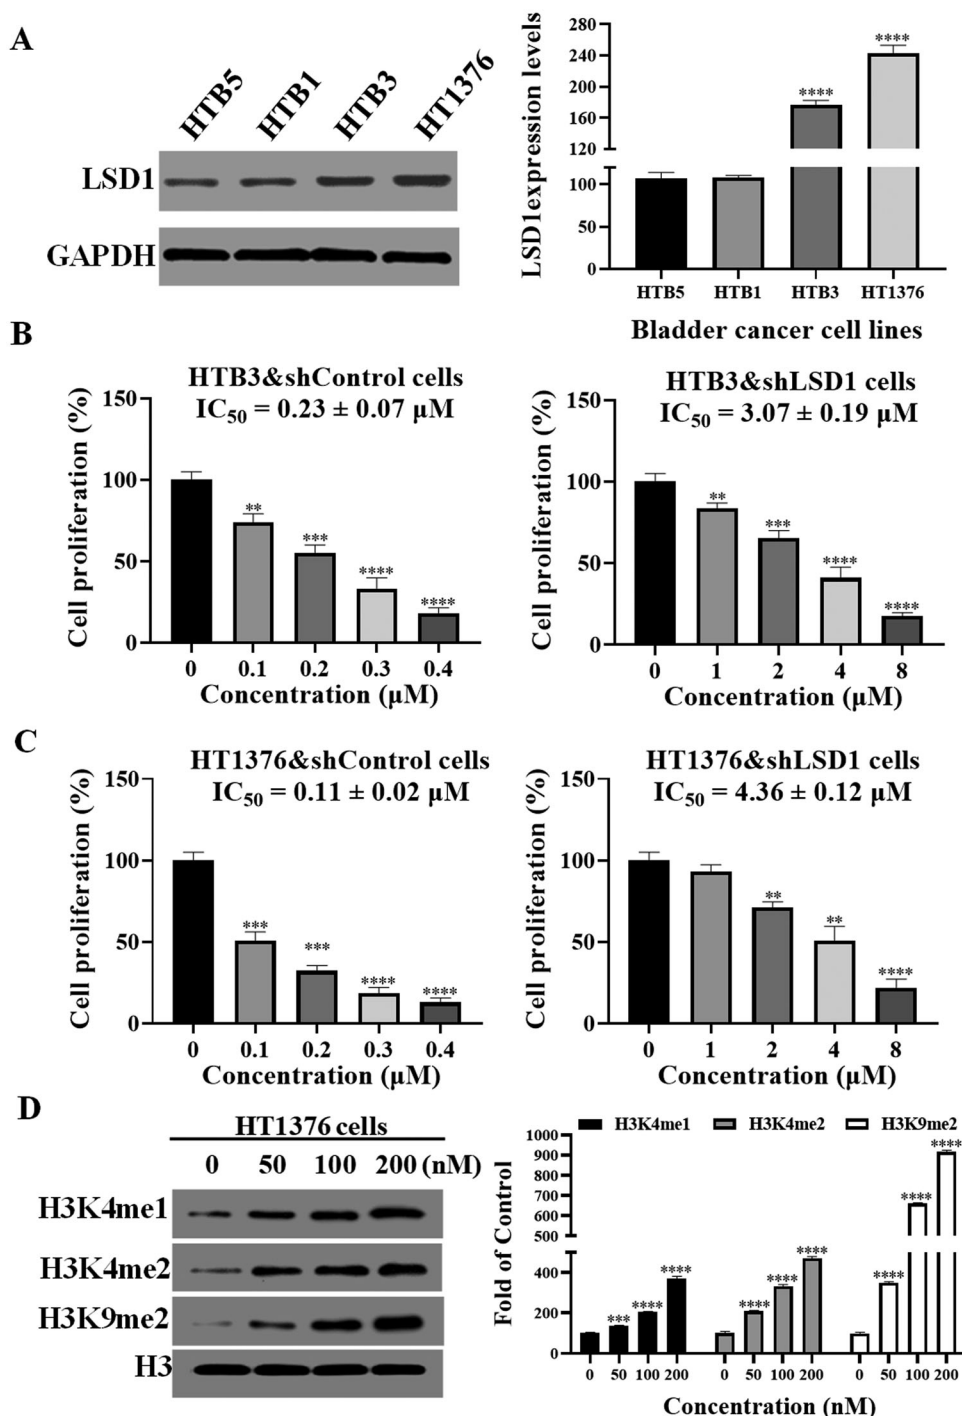 A
HTB5
HTB1
HTB3
HT1376
LSD1
GAPDH
LSD1expression levels
280
240
200
160
120
100
50
0
****
****
HTB5 HTB1 HTB3 HT1376
Bladder cancer cell lines
B
HTB3&shControl cells
IC50 = 0.23 ± 0.07 μM
Cell proliferation (%)
150
100
50
0
**
***
****
****
0 0.1 0.2 0.3 0.4
Concentration (μM)
HTB3&shLSD1 cells
IC50 = 3.07 ± 0.19 μM
Cell proliferation (%)
150
100
50
0
**
***
****
****
0 1 2 4 8
Concentration (μM)
C
HT1376&shControl cells
IC50 = 0.11 ± 0.02 μM
Cell proliferation (%)
150
100
50
0
***
***
****
****
0 0.1 0.2 0.3 0.4
Concentration (μM)
HT1376&shLSD1 cells
IC50 = 4.36 ± 0.12 μM
Cell proliferation (%)
150
100
50
0
**
**
****
0 1 2 4 8
Concentration (μM)
D
HT1376 cells
0 50 100 200 (nM)
H3K4me1
H3K4me2
H3K9me2
H3
H3K4me1 H3K4me2 H3K9me2
Fold of Control
1000
900
800
700
600
500
400
200
0
*** **** ****
**** **** ****
**** **** ****
0 50 100 200 0 50 100 200 0 50 100 200
Concentration (nM)